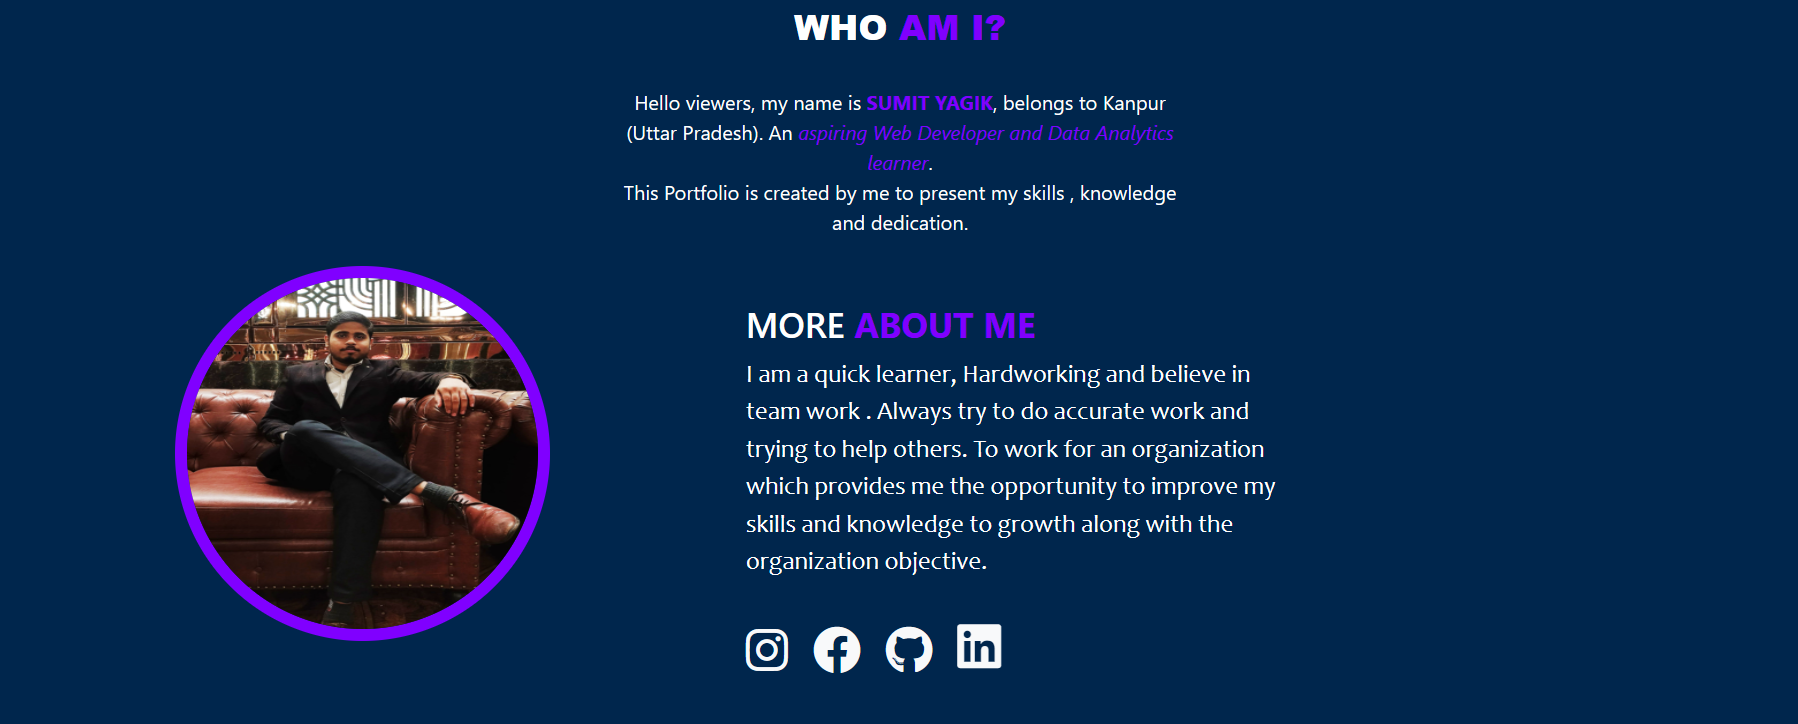 WHO AM I?
Hello viewers, my name is SUMIT YAGIK, belongs to Kanpur
(Uttar Pradesh). An aspiring Web Developer and Data Analytics
learner.
This Portfolio is created by me to present my skills , knowledge
and dedication.
MORE ABOUT ME
I am a quick learner, Hardworking and believe in
team work . Always try to do accurate work and
trying to help others. To work for an organization
which provides me the opportunity to improve my
skills and knowledge to growth along with the
organization objective.